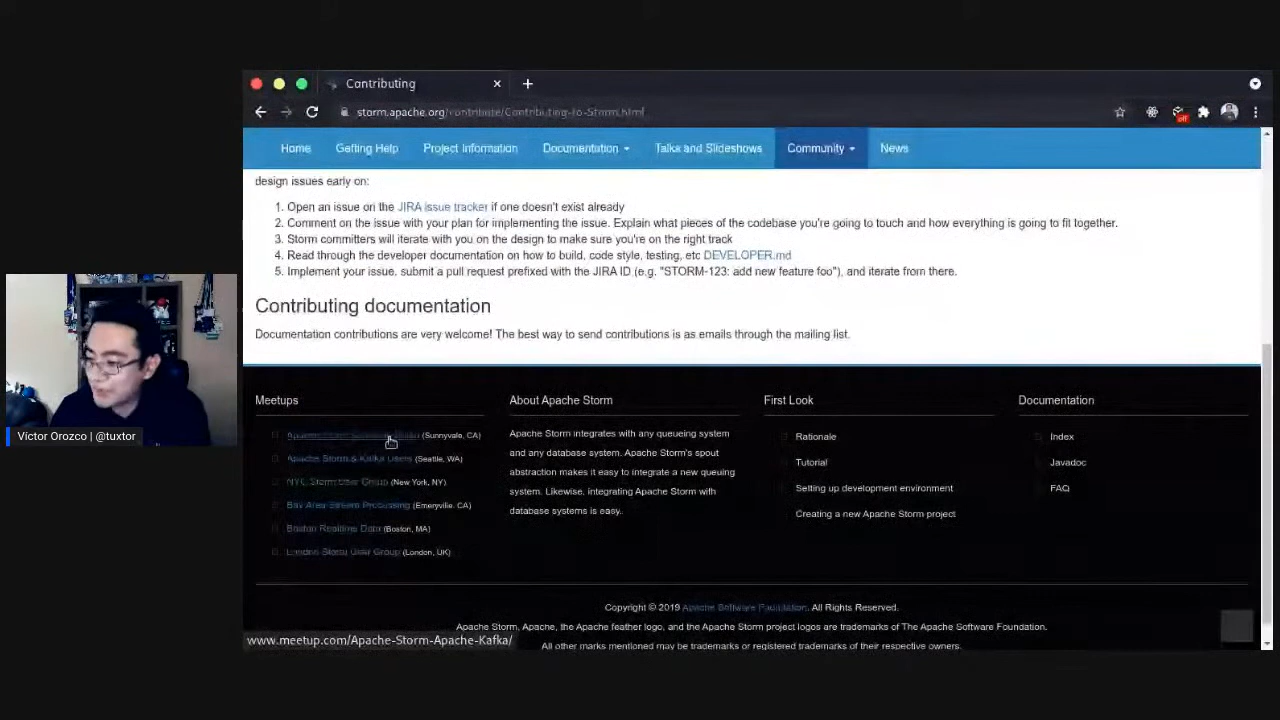 Contributing
storm.apache.org/contribute/Contributing-to-Storm.html
off
Home
Getting Help
Project Information
Documentation
Talks and Slideshows
Community
News
design issues early on:
1. Open an issue on the JIRA issue tracker if one doesn't exist already
2. Comment on the issue with your plan for implementing the issue. Explain what pieces of the codebase you're going to touch and how everything is going to fit together.
3. Storm committers will iterate with you on the design to make sure you're on the right track
4. Read through the developer documentation on how to build, code style, testing, etc DEVELOPER.md
5. Implement your issue, submit a pull request prefixed with the JIRA ID (e.g. "STORM-123: add new feature foo"), and iterate from there.
Contributing documentation
Documentation contributions are very welcome! The best way to send contributions is as emails through the mailing list.
Meetups
(Sunnyvale, CA)
Apache Storm & Kafka Users (Seattle, WA)
NYC Storm User Group (New York, NY)
Bay Area Stream Processing (Emeryville, CA)
Boston Realtime Data (Boston, MA)
London Storm User Group (London, UK)
About Apache Storm
Apache Storm integrates with any queueing system
and any database system. Apache Storm's spout
abstraction makes it easy to integrate a new queuing
system. Likewise, integrating Apache Storm with
database systems is easy.
First Look
Rationale
Tutorial
Setting up development environment
Creating a new Apache Storm project
Documentation
Index
Javadoc
FAQ
Copyright © 2019 Apache Software Foundation. All Rights Reserved.
Apache Storm, Apache, the Apache feather logo, and the Apache Storm project logos are trademarks of The Apache Software Foundation.
All other marks mentioned may be trademarks or registered trademarks of their respective owners.
www.meetup.com/Apache-Storm-Apache-Kafka/
Víctor Orozco | @tuxtor